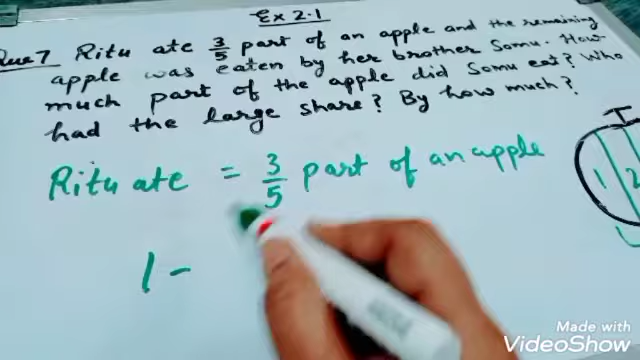 Ex 2.1
Que 7 Ritu ate 3/5 part of an apple and the remaining
apple was eaten by her brother Somu. How
much part of the apple did Somu eat? Who
had the large share? By how much?
Ritu ate = 3/5 part of an apple
1 -
1 2
Made with
VideoShow